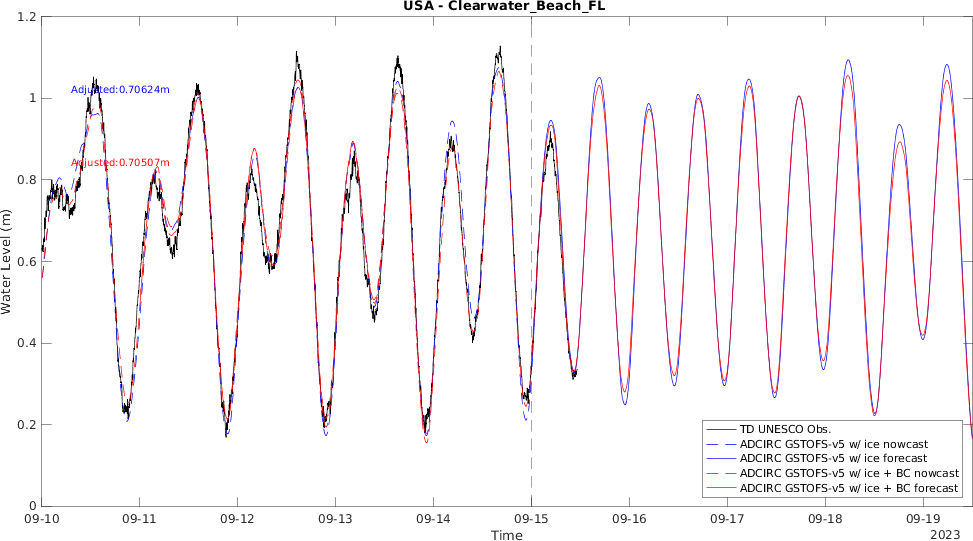 USA - Clearwater_Beach_FL
1.2
1
0.8
0.6
0.4
0.2
0
Water Level (m)
Adjusted:0.70624m
Adjusted:0.70507m
TD UNESCO Obs.
ADCIRC GSTOFS-v5 w/ ice nowcast
ADCIRC GSTOFS-v5 w/ ice forecast
ADCIRC GSTOFS-v5 w/ ice + BC nowcast
ADCIRC GSTOFS-v5 w/ ice + BC forecast
09-10 09-11 09-12 09-13 09-14 09-15 09-16 09-17 09-18 09-19
Time
2023